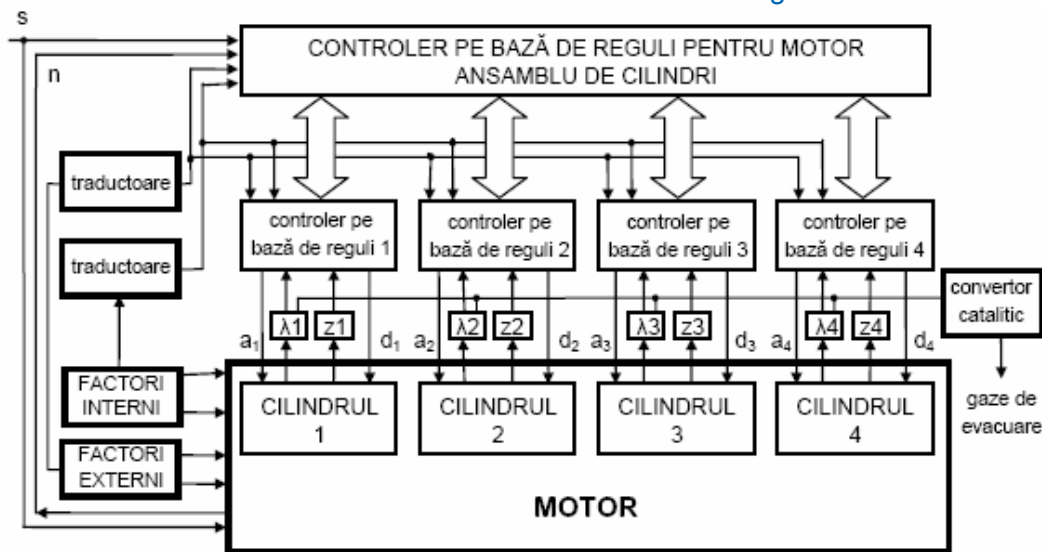 s
n
CONTROLER PE BAZĂ DE REGULI PENTRU MOTOR
ANSAMBLU DE CILINDRI
traductoare
traductoare
controler pe
bază de reguli 1
controler pe
bază de reguli 2
controler pe
bază de reguli 3
controler pe
bază de reguli 4
convertor
catalitic
a₁ λ1 z1 d₁
a₂ λ2 z2 d₂
a₃ λ3 z3 d₃
a₄ λ4 z4 d₄
FACTORI
INTERNI
FACTORI
EXTERNI
CILINDRUL
1
CILINDRUL
2
CILINDRUL
3
CILINDRUL
4
gaze de
evacuare
MOTOR